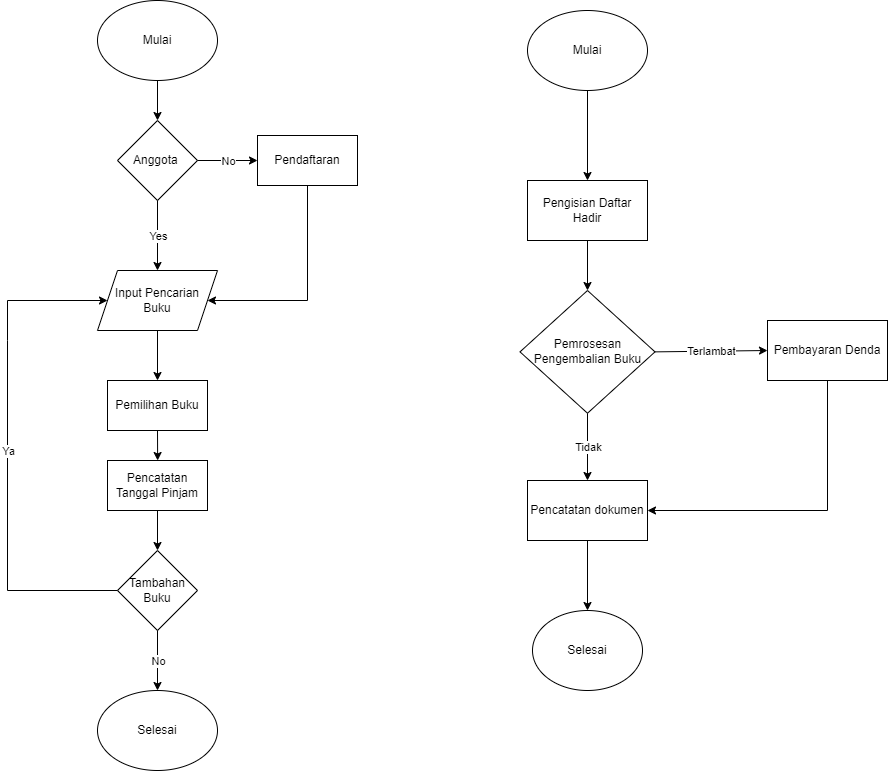 Mulai
Anggota
No
Pendaftaran
Yes
Input Pencarian
Buku
Pemilihan Buku
Ya
Pencatatan
Tanggal Pinjam
Tambahan
Buku
No
Selesai
Mulai
Pengisian Daftar
Hadir
Pemrosesan
Pengembalian Buku
Terlambat
Pembayaran Denda
Tidak
Pencatatan dokumen
Selesai